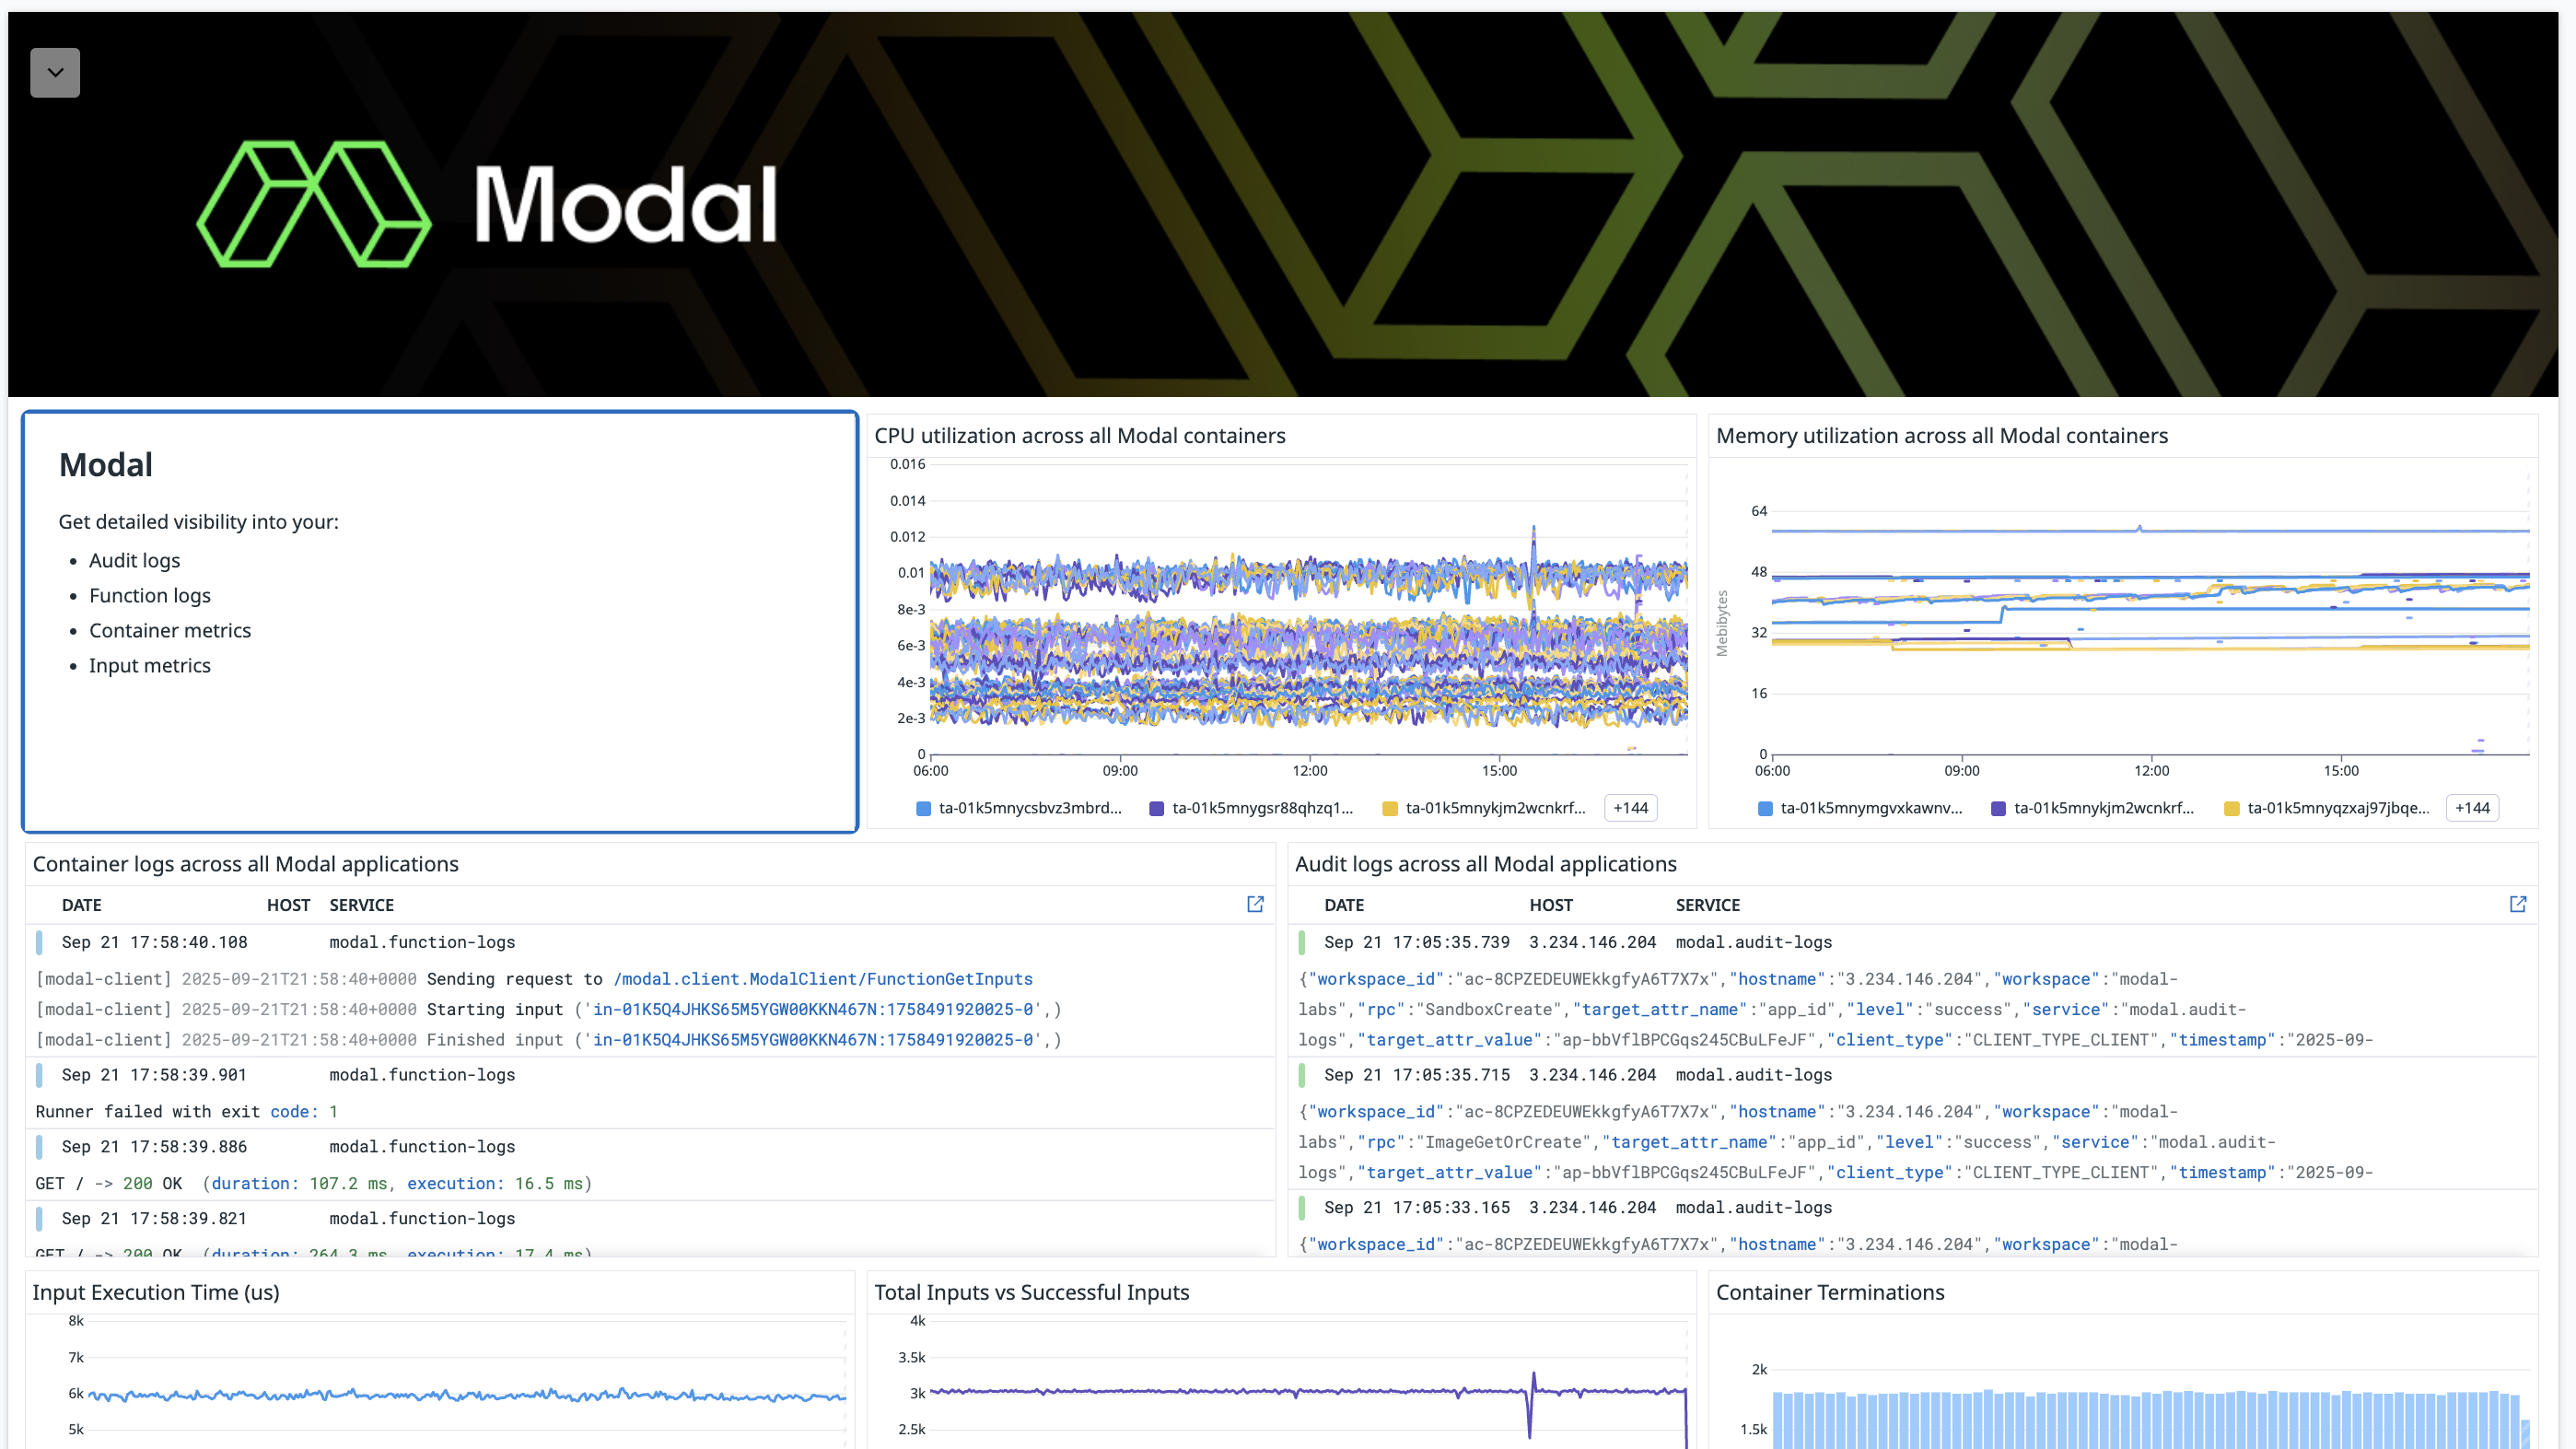 Modal
Modal
Get detailed visibility into your:
Audit logs
Function logs
Container metrics
Input metrics
CPU utilization across all Modal containers
0.016
0.014
0.012
0.01
8e-3
6e-3
4e-3
2e-3
0
06:00 09:00 12:00 15:00
ta-01k5mnycsbvz3mbrd... ta-01k5mnygsr88qhzq1... ta-01k5mnykjm2wcnkrf... +144
Memory utilization across all Modal containers
Mebibytes
64
48
32
16
0
06:00 09:00 12:00 15:00
ta-01k5mnymgvxkawnv... ta-01k5mnykjm2wcnkrf... ta-01k5mnyqzxaj97jbqe... +144
Container logs across all Modal applications
DATE HOST SERVICE
Sep 21 17:58:40.108 modal.function-logs
[modal-client] 2025-09-21T21:58:40+0000 Sending request to /modal.client.ModalClient/FunctionGetInputs
[modal-client] 2025-09-21T21:58:40+0000 Starting input ('in-01K5Q4JHKS65M5YGW00KKN467N:1758491920025-0',)
[modal-client] 2025-09-21T21:58:40+0000 Finished input ('in-01K5Q4JHKS65M5YGW00KKN467N:1758491920025-0',)
Sep 21 17:58:39.901 modal.function-logs
Runner failed with exit code: 1
Sep 21 17:58:39.886 modal.function-logs
GET / -> 200 OK (duration: 107.2 ms, execution: 16.5 ms)
Sep 21 17:58:39.821 modal.function-logs
GET / -> 200 OK (duration: 264.3 ms, execution: 17.4 ms)
Audit logs across all Modal applications
DATE HOST SERVICE
Sep 21 17:05:35.739 3.234.146.204 modal.audit-logs
{"workspace_id":"ac-8CPZEDEUWEkkgfyA6T7X7x","hostname":"3.234.146.204","workspace":"modal-
labs","rpc":"SandboxCreate","target_attr_name":"app_id","level":"success","service":"modal.audit-
logs","target_attr_value":"ap-bbVflBPCGqs245CBuLFeJF","client_type":"CLIENT_TYPE_CLIENT","timestamp":"2025-09-
Sep 21 17:05:35.715 3.234.146.204 modal.audit-logs
{"workspace_id":"ac-8CPZEDEUWEkkgfyA6T7X7x","hostname":"3.234.146.204","workspace":"modal-
labs","rpc":"ImageGetOrCreate","target_attr_name":"app_id","level":"success","service":"modal.audit-
logs","target_attr_value":"ap-bbVflBPCGqs245CBuLFeJF","client_type":"CLIENT_TYPE_CLIENT","timestamp":"2025-09-
Sep 21 17:05:33.165 3.234.146.204 modal.audit-logs
{"workspace_id":"ac-8CPZEDEUWEkkgfyA6T7X7x","hostname":"3.234.146.204","workspace":"modal-
Input Execution Time (us)
8k
7k
6k
5k
Total Inputs vs Successful Inputs
4k
3.5k
3k
2.5k
Container Terminations
2k
1.5k